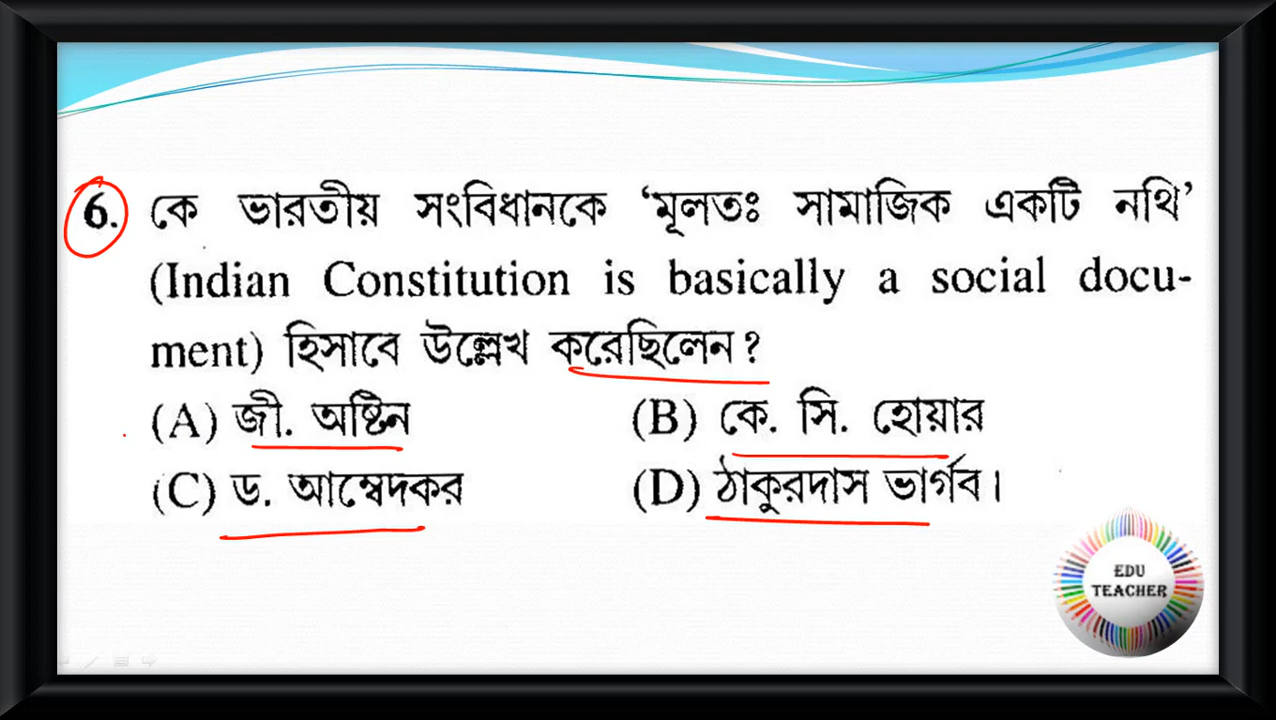 6. কে ভারতীয় সংবিধানকে ‘মূলতঃ সামাজিক একটি নথি’
(Indian Constitution is basically a social docu-
ment) হিসাবে উল্লেখ করেছিলেন?
(A) জী. অষ্টিন (B) কে. সি. হোয়ার
(C) ড. আম্বেদকর (D) ঠাকুরদাস ভার্গব।
EDU
TEACHER